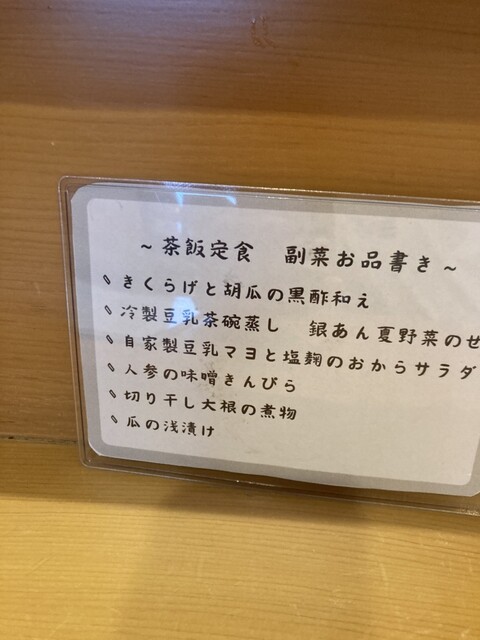 ~ 茶飯定食　副菜お品書き ~
きくらげと胡瓜の黒酢和え
冷製豆乳茶碗蒸し　銀あん夏野菜のせ
自家製豆乳マヨと塩麹のおからサラダ
人参の味噌きんぴら
切り干し大根の煮物
瓜の浅漬け